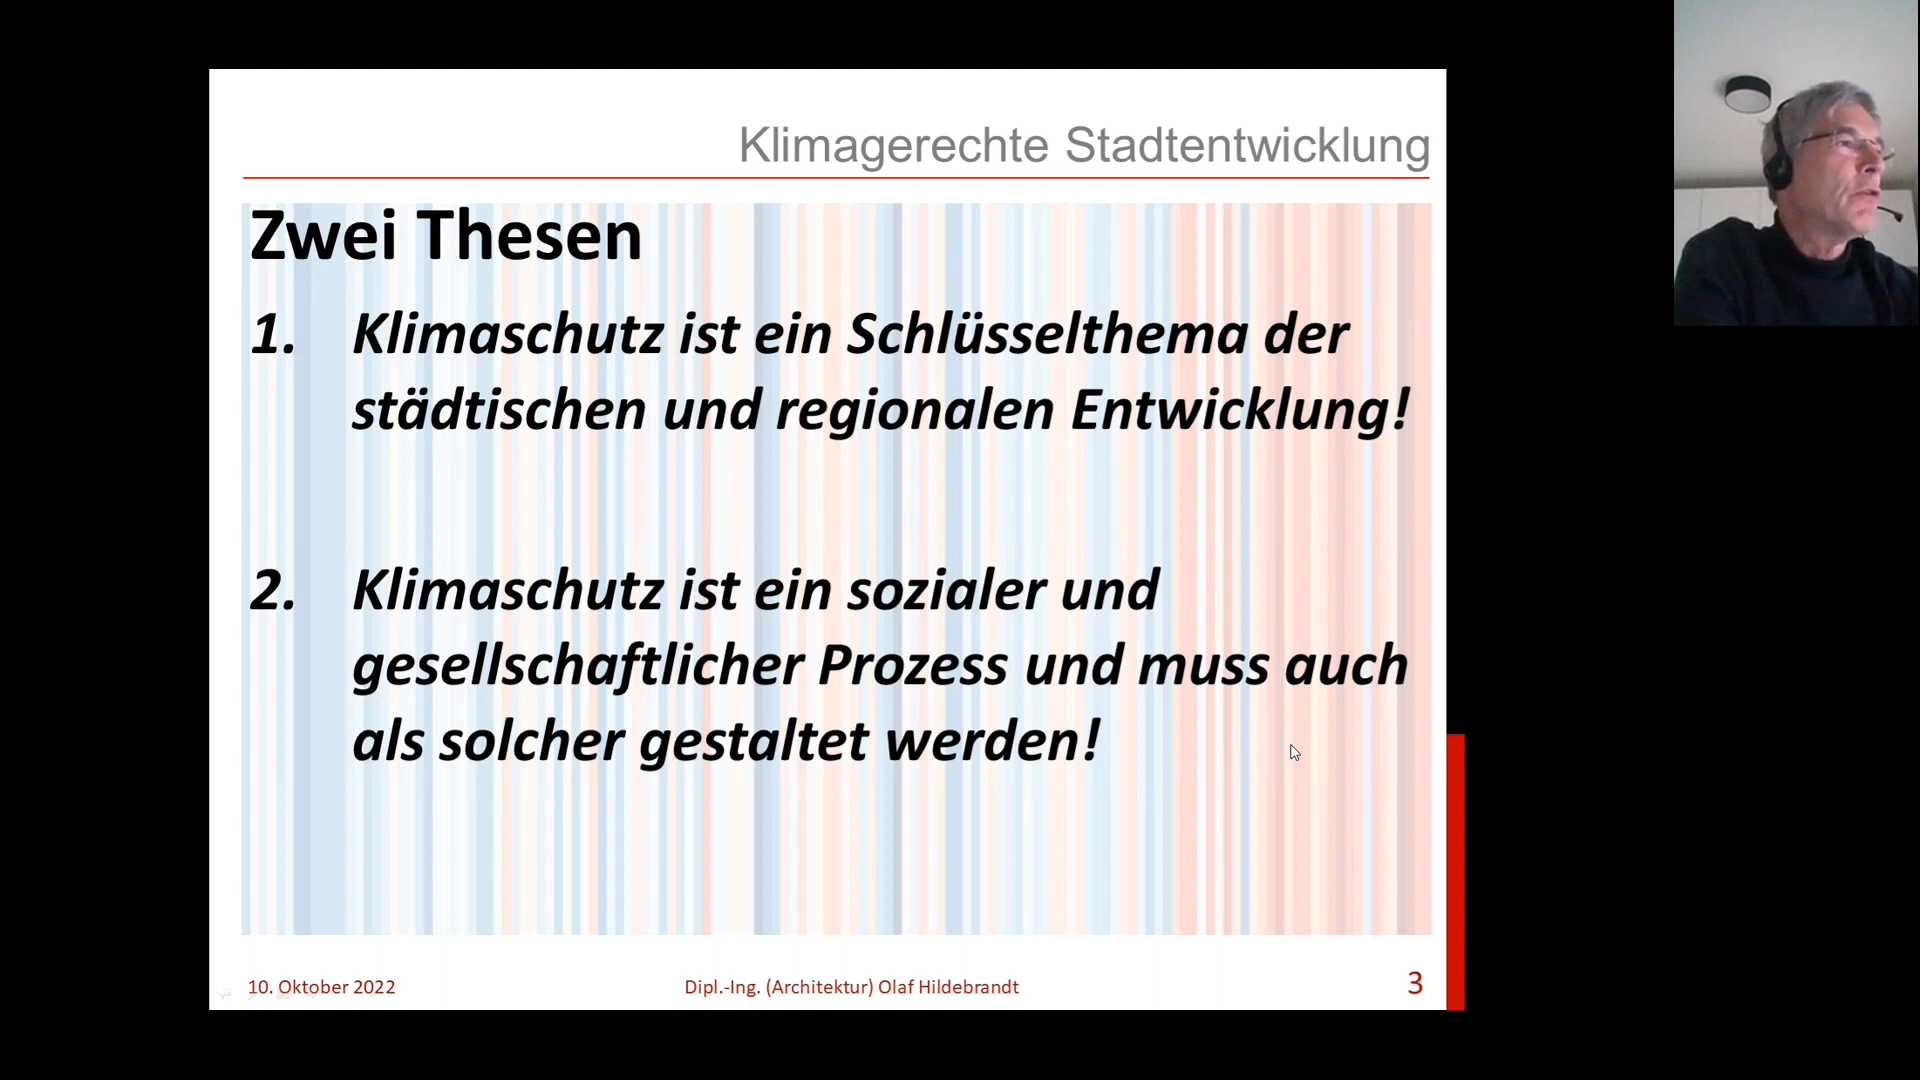 Klimagerechte Stadtentwicklung
Zwei Thesen
1. Klimaschutz ist ein Schlüsselthema der
städtischen und regionalen Entwicklung!
2. Klimaschutz ist ein sozialer und
gesellschaftlicher Prozess und muss auch
als solcher gestaltet werden!
10. Oktober 2022
Dipl.-Ing. (Architektur) Olaf Hildebrandt
3